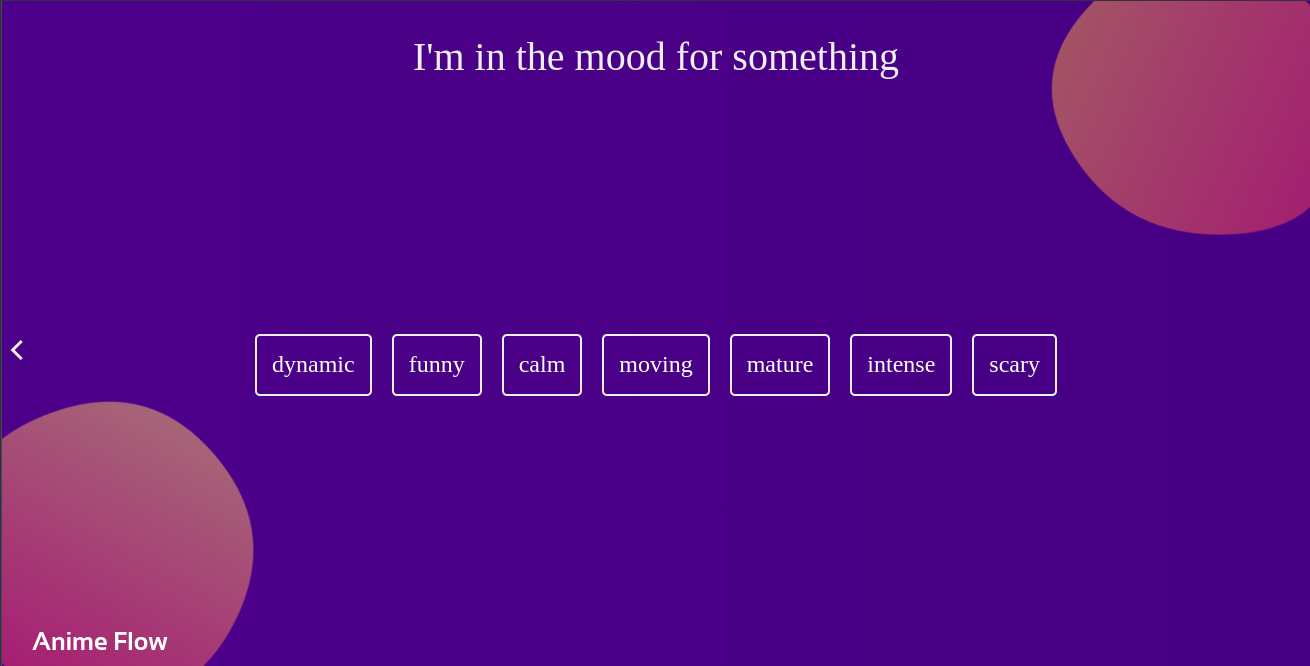 I'm in the mood for something
dynamic funny calm moving mature intense scary
Anime Flow